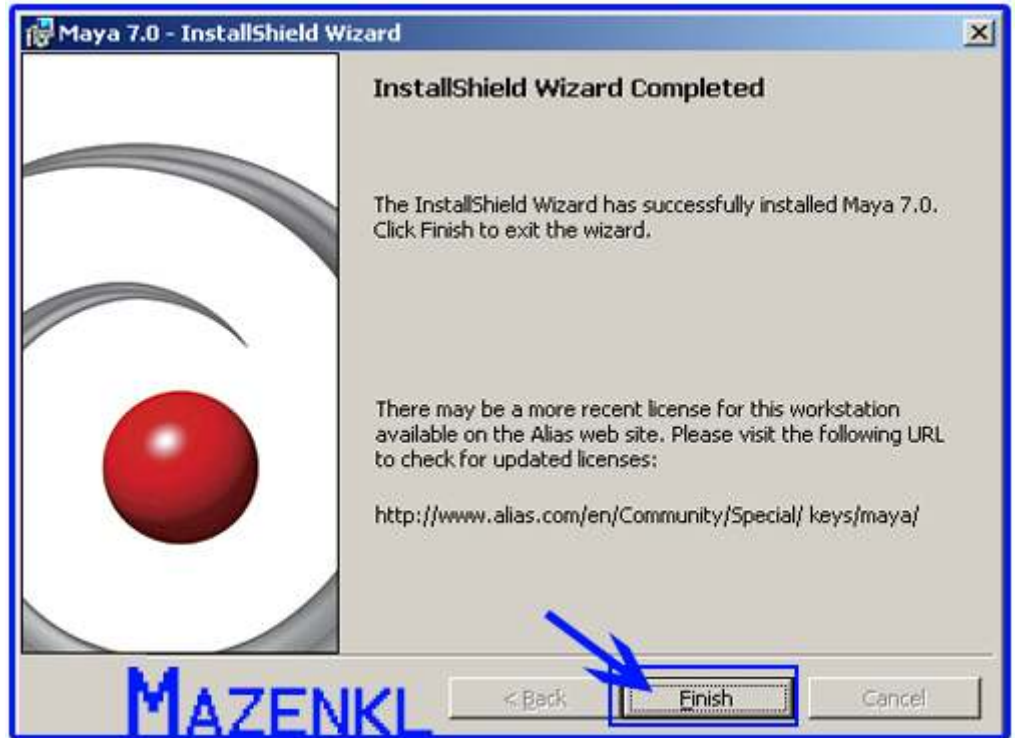 Maya 7.0 - InstallShield Wizard
InstallShield Wizard Completed
The InstallShield Wizard has successfully installed Maya 7.0.
Click Finish to exit the wizard.
There may be a more recent license for this workstation
available on the Alias web site. Please visit the following URL
to check for updated licenses:
http://www.alias.com/en/Community/Special/ keys/maya/
MAZENKL
< Back
Finish
Cancel